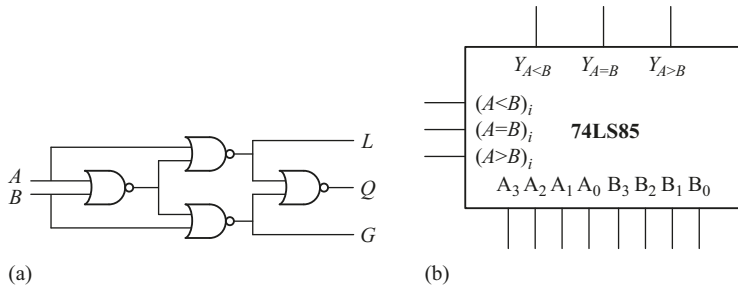 A
B
L
Q
G
(a)
Y_{A<B} Y_{A=B} Y_{A>B}
(A<B)_i
(A=B)_i 74LS85
(A>B)_i
A_3 A_2 A_1 A_0 B_3 B_2 B_1 B_0
(b)